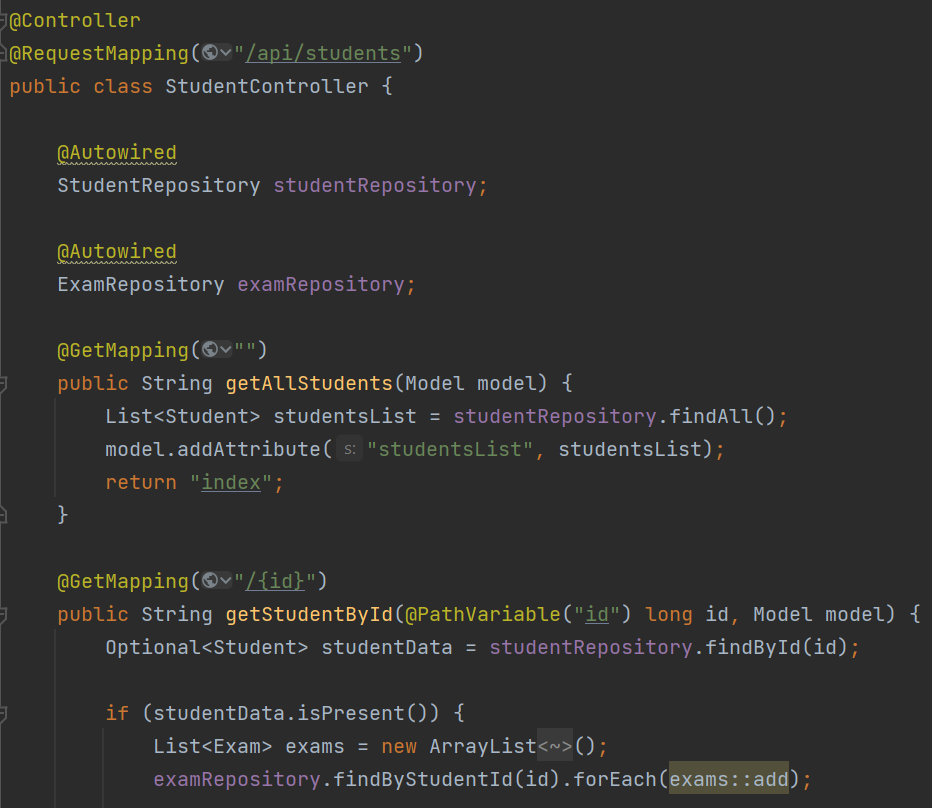 @Controller
@RequestMapping("/api/students")
public class StudentController {
@Autowired
StudentRepository studentRepository;
@Autowired
ExamRepository examRepository;
@GetMapping("")
public String getAllStudents(Model model) {
List<Student> studentsList = studentRepository.findAll();
model.addAttribute( s: "studentsList", studentsList);
return "index";
}
@GetMapping("/{id}")
public String getStudentById(@PathVariable("id") long id, Model model) {
Optional<Student> studentData = studentRepository.findById(id);
if (studentData.isPresent()) {
List<Exam> exams = new ArrayList<~>();
examRepository.findByStudentId(id).forEach(exams::add);